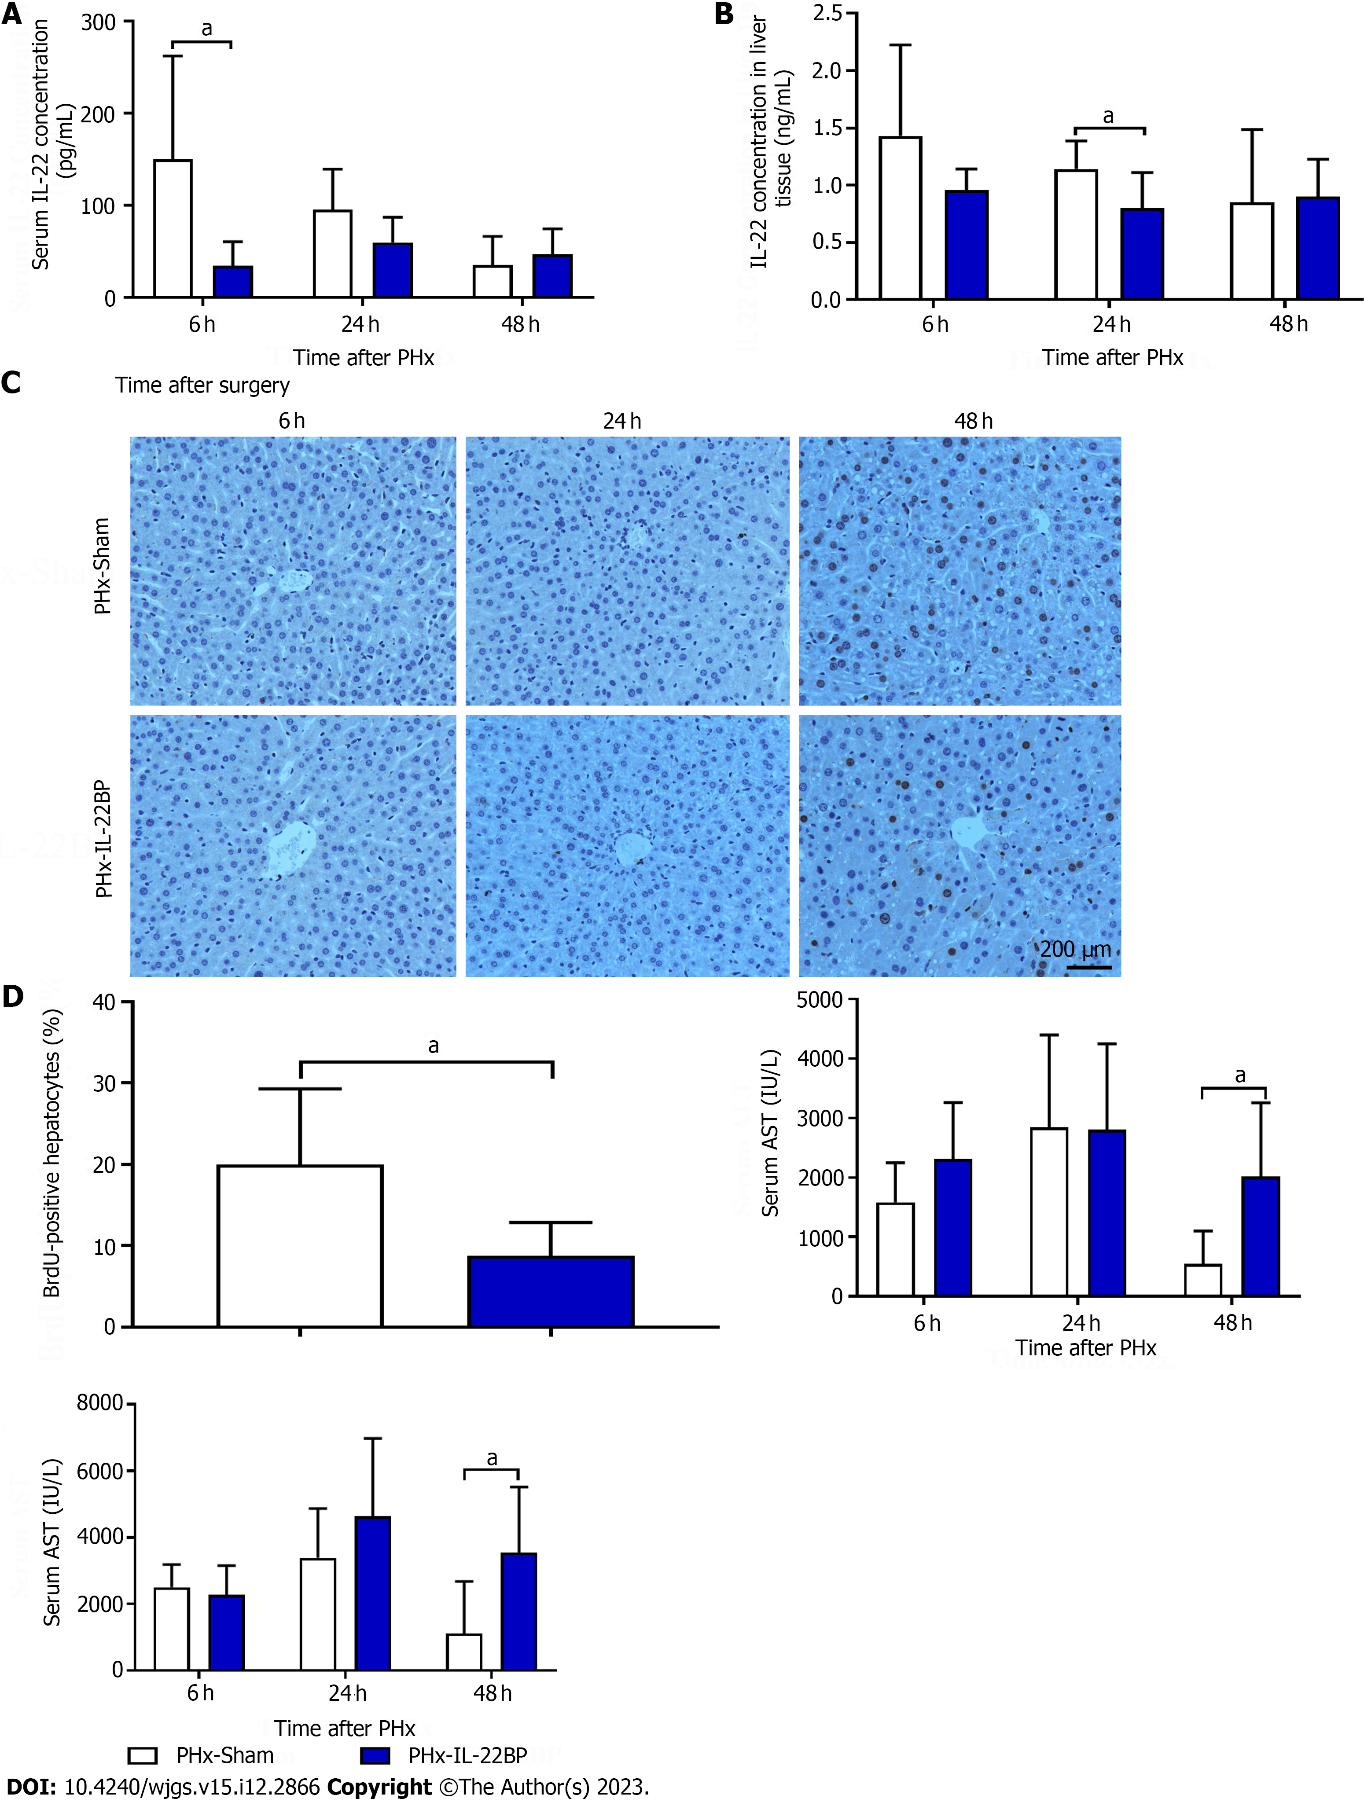 A
300
200
100
0
Serum IL-22 concentration
(pg/mL)
a
6 h
24 h
48 h
Time after PHx
B
2.5
2.0
1.5
1.0
0.5
0.0
IL-22 concentration in liver
tissue (ng/mL)
a
6 h
24 h
48 h
Time after PHx
C
Time after surgery
6 h
24 h
48 h
PHx-Sham
PHx-IL-22BP
200 µm
D
40
30
20
10
0
BrdU-positive hepatocytes (%)
a
5000
4000
3000
2000
1000
0
Serum AST (IU/L)
a
6 h
24 h
48 h
Time after PHx
8000
6000
4000
2000
0
Serum AST (IU/L)
a
6 h
24 h
48 h
Time after PHx
PHx-Sham
PHx-IL-22BP
DOI: 10.4240/wjgs.v15.i12.2866 Copyright ©The Author(s) 2023.